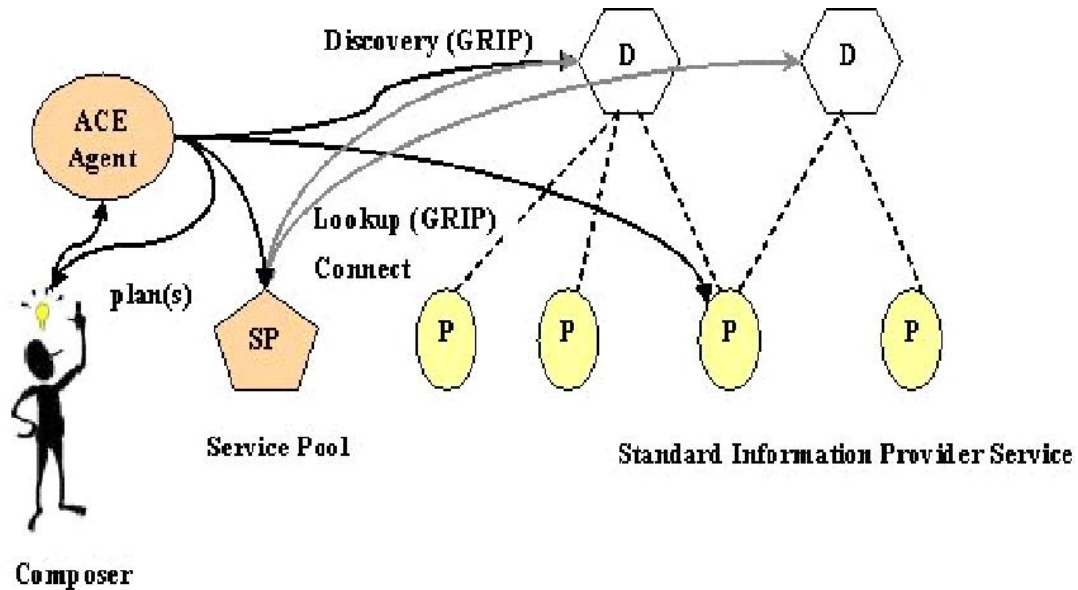 Discovery (GRIP)
D
D
ACE
Agent
Lookup (GRIP)
Connect
plan(s)
SP
P
P
P
P
Service Pool
Standard Information Provider Service
Composer